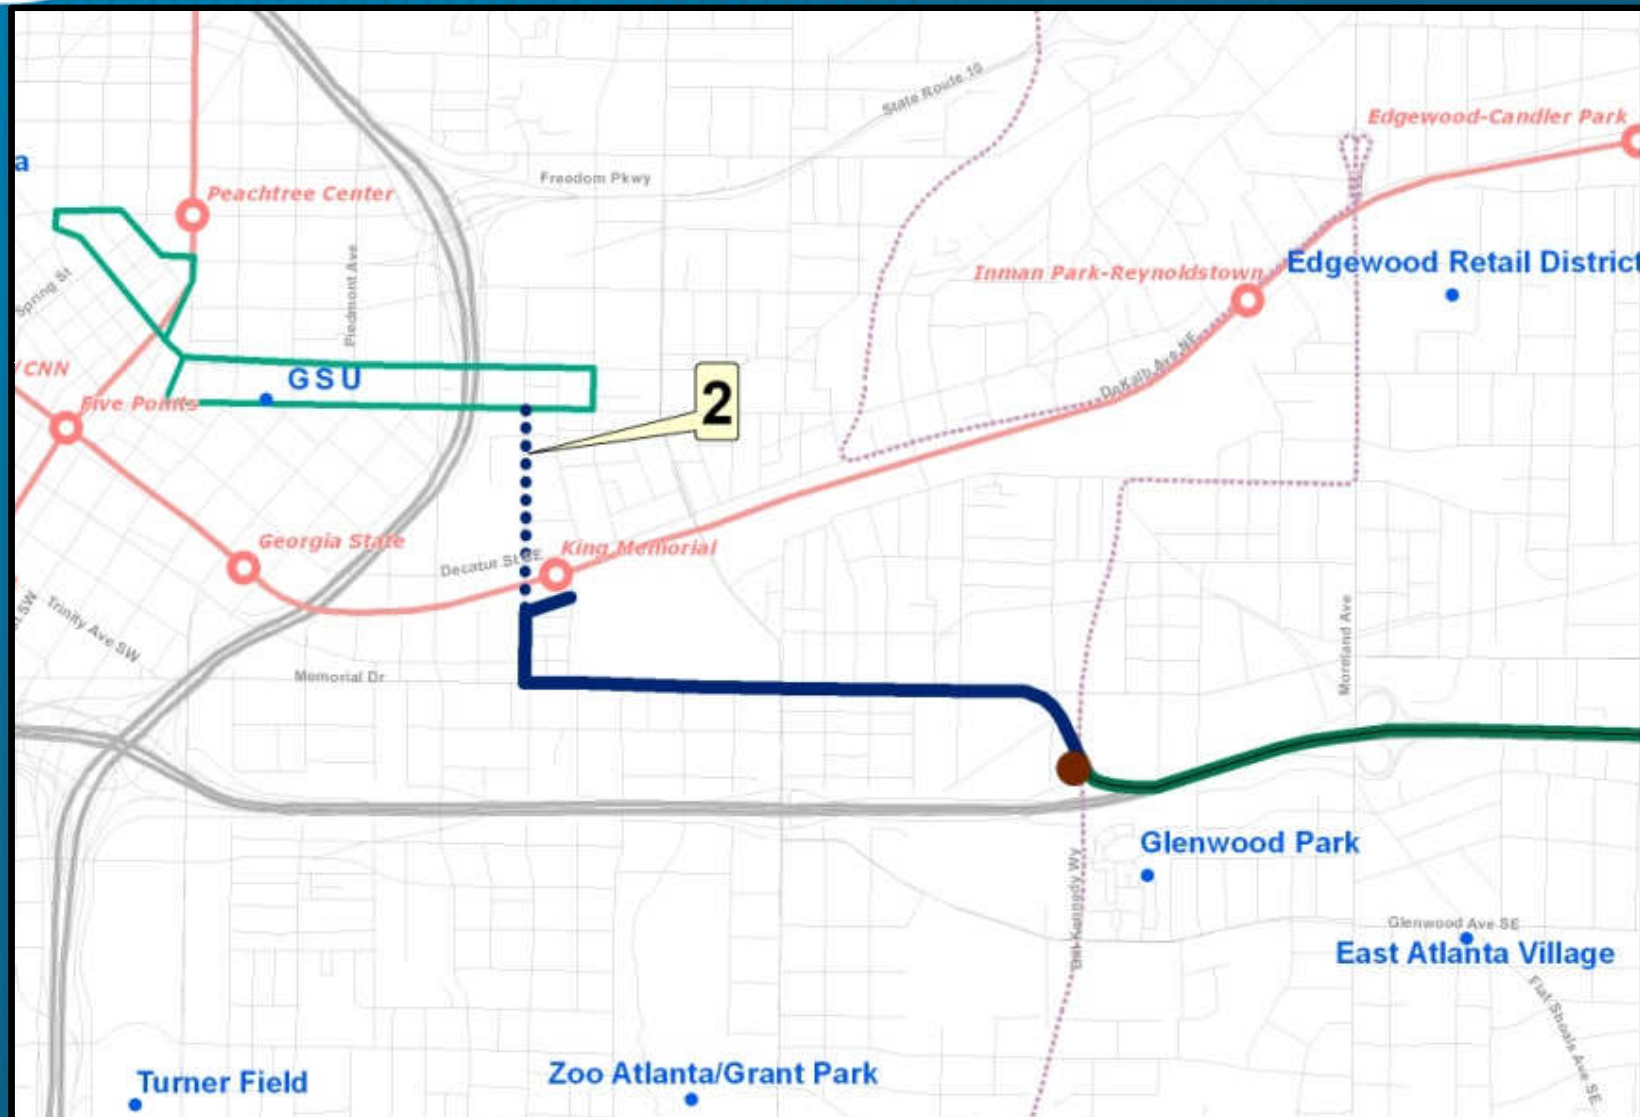 State Route 10
Edgewood-Candler Park
a
Freedom Pkwy
Peachtree Center
Piedmont Ave
Spring St
Inman Park-Reynoldstown
Edgewood Retail District
/CNN
GSU
Five Points
2
DeKalb Ave NE
Georgia State
King Memorial
Decatur St SE
SW
Trinity Ave SW
Memorial Dr
Moreland Ave
Glenwood Park
Bill Kennedy Wy
Glenwood Ave SE
East Atlanta Village
Flat Shoals Ave SE
Zoo Atlanta/Grant Park
Turner Field